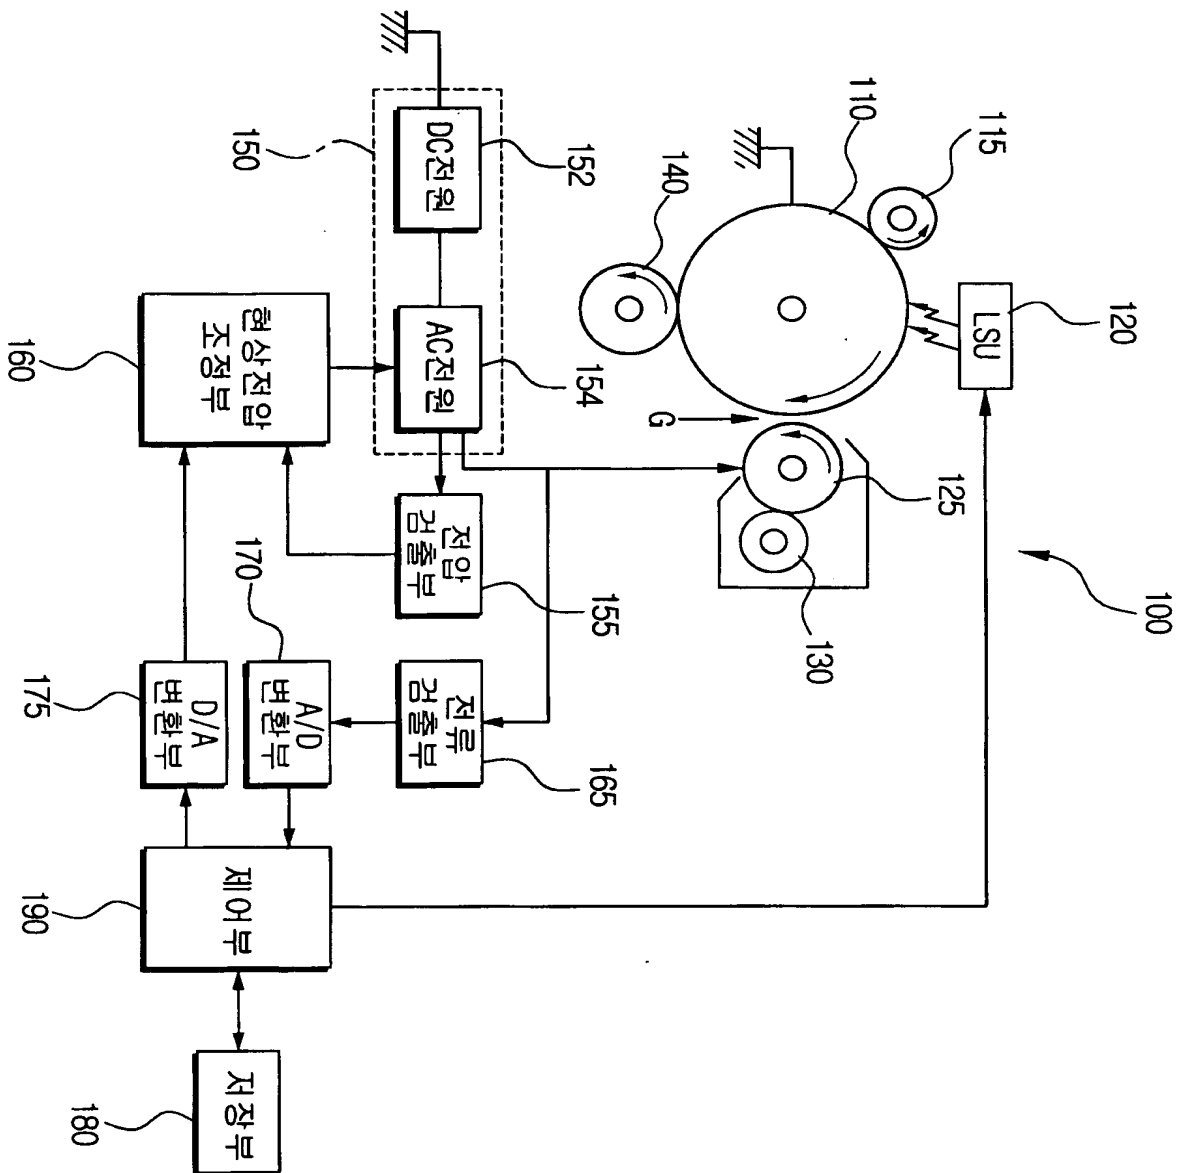 100
120
LSU
115
110
125
130
140
G
152
154
155
165
DC전원
AC전원
전압
검출부
전류
검출부
150
170
현상전압
조정부
A/D
변환부
D/A
변환부
제어부
저장부
160
175
190
180